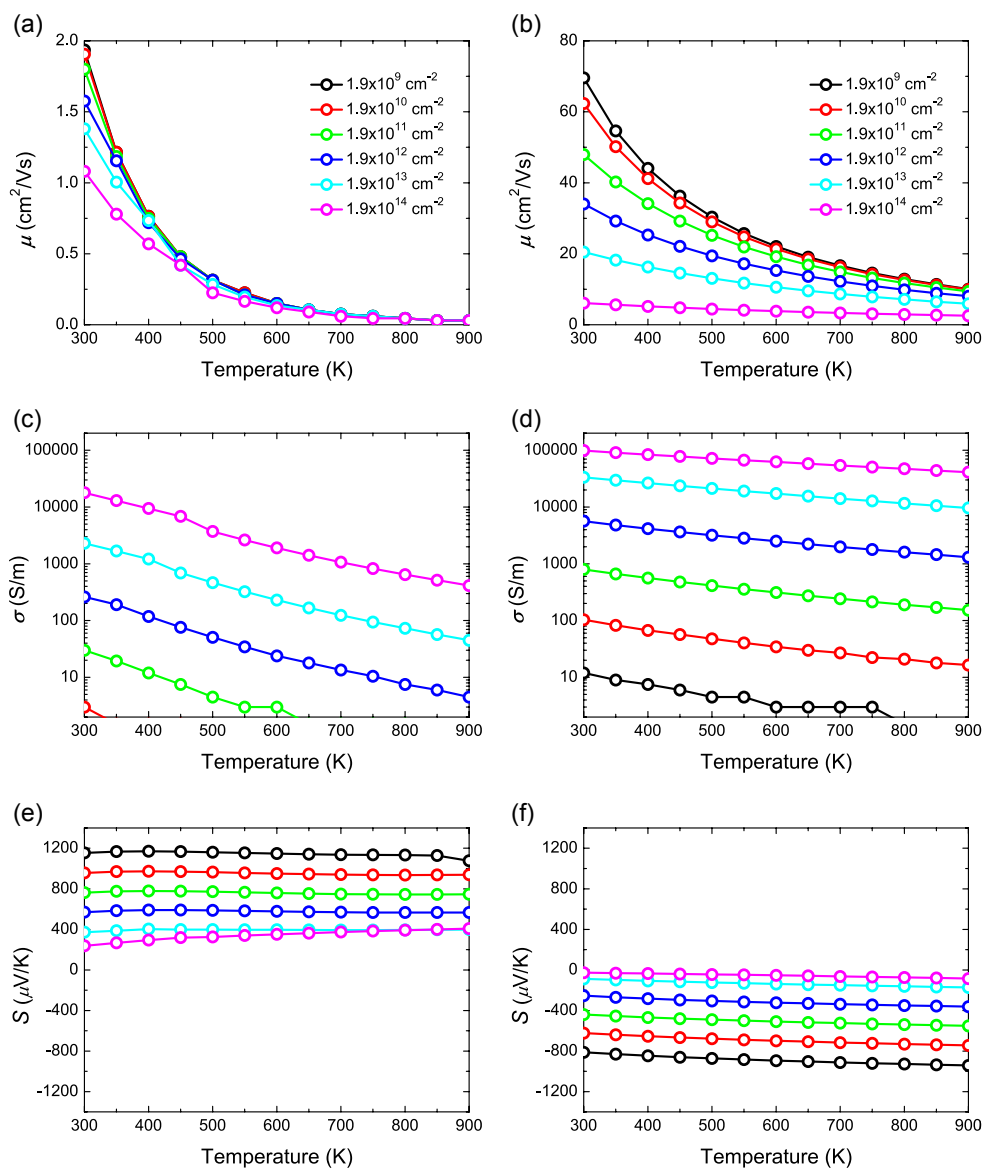 (a)
2.0
1.5
1.0
0.5
0.0
μ (cm²/Vs)
1.9x10⁹ cm⁻²
1.9x10¹⁰ cm⁻²
1.9x10¹¹ cm⁻²
1.9x10¹² cm⁻²
1.9x10¹³ cm⁻²
1.9x10¹⁴ cm⁻²
300 400 500 600 700 800 900
Temperature (K)
(b)
80
60
40
20
0
μ (cm²/Vs)
1.9x10⁹ cm⁻²
1.9x10¹⁰ cm⁻²
1.9x10¹¹ cm⁻²
1.9x10¹² cm⁻²
1.9x10¹³ cm⁻²
1.9x10¹⁴ cm⁻²
300 400 500 600 700 800 900
Temperature (K)
(c)
100000
10000
1000
100
10
σ (S/m)
300 400 500 600 700 800 900
Temperature (K)
(d)
100000
10000
1000
100
10
σ (S/m)
300 400 500 600 700 800 900
Temperature (K)
(e)
1200
800
400
0
-400
-800
-1200
S (μV/K)
300 400 500 600 700 800 900
Temperature (K)
(f)
1200
800
400
0
-400
-800
-1200
S (μV/K)
300 400 500 600 700 800 900
Temperature (K)